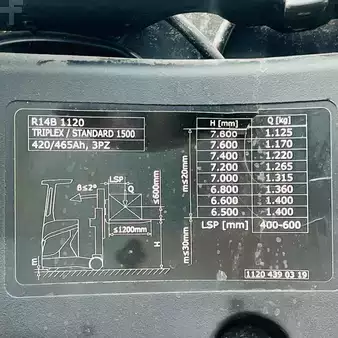 R14B 1120
TRIPLEX / STANDARD 1500
420/465Ah, 3PZ
LSP
Q
β≤2°
≤600mm
≤1200mm
H
m≤20mm
m≤30mm
m
H [mm] Q [kg]
7.800 1.125
7.600 1.170
7.400 1.220
7.200 1.265
7.000 1.315
6.800 1.360
6.600 1.400
6.500 1.400
LSP [mm] 400-600
1120 439 03 19